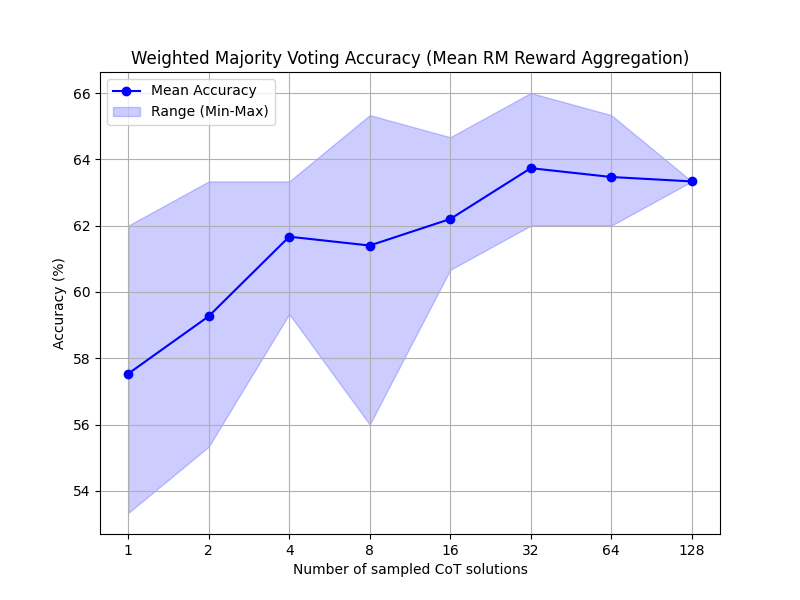 Weighted Majority Voting Accuracy (Mean RM Reward Aggregation)
Mean Accuracy
Range (Min-Max)
66
64
62
60
58
56
54
Accuracy (%)
1 2 4 8 16 32 64 128
Number of sampled CoT solutions